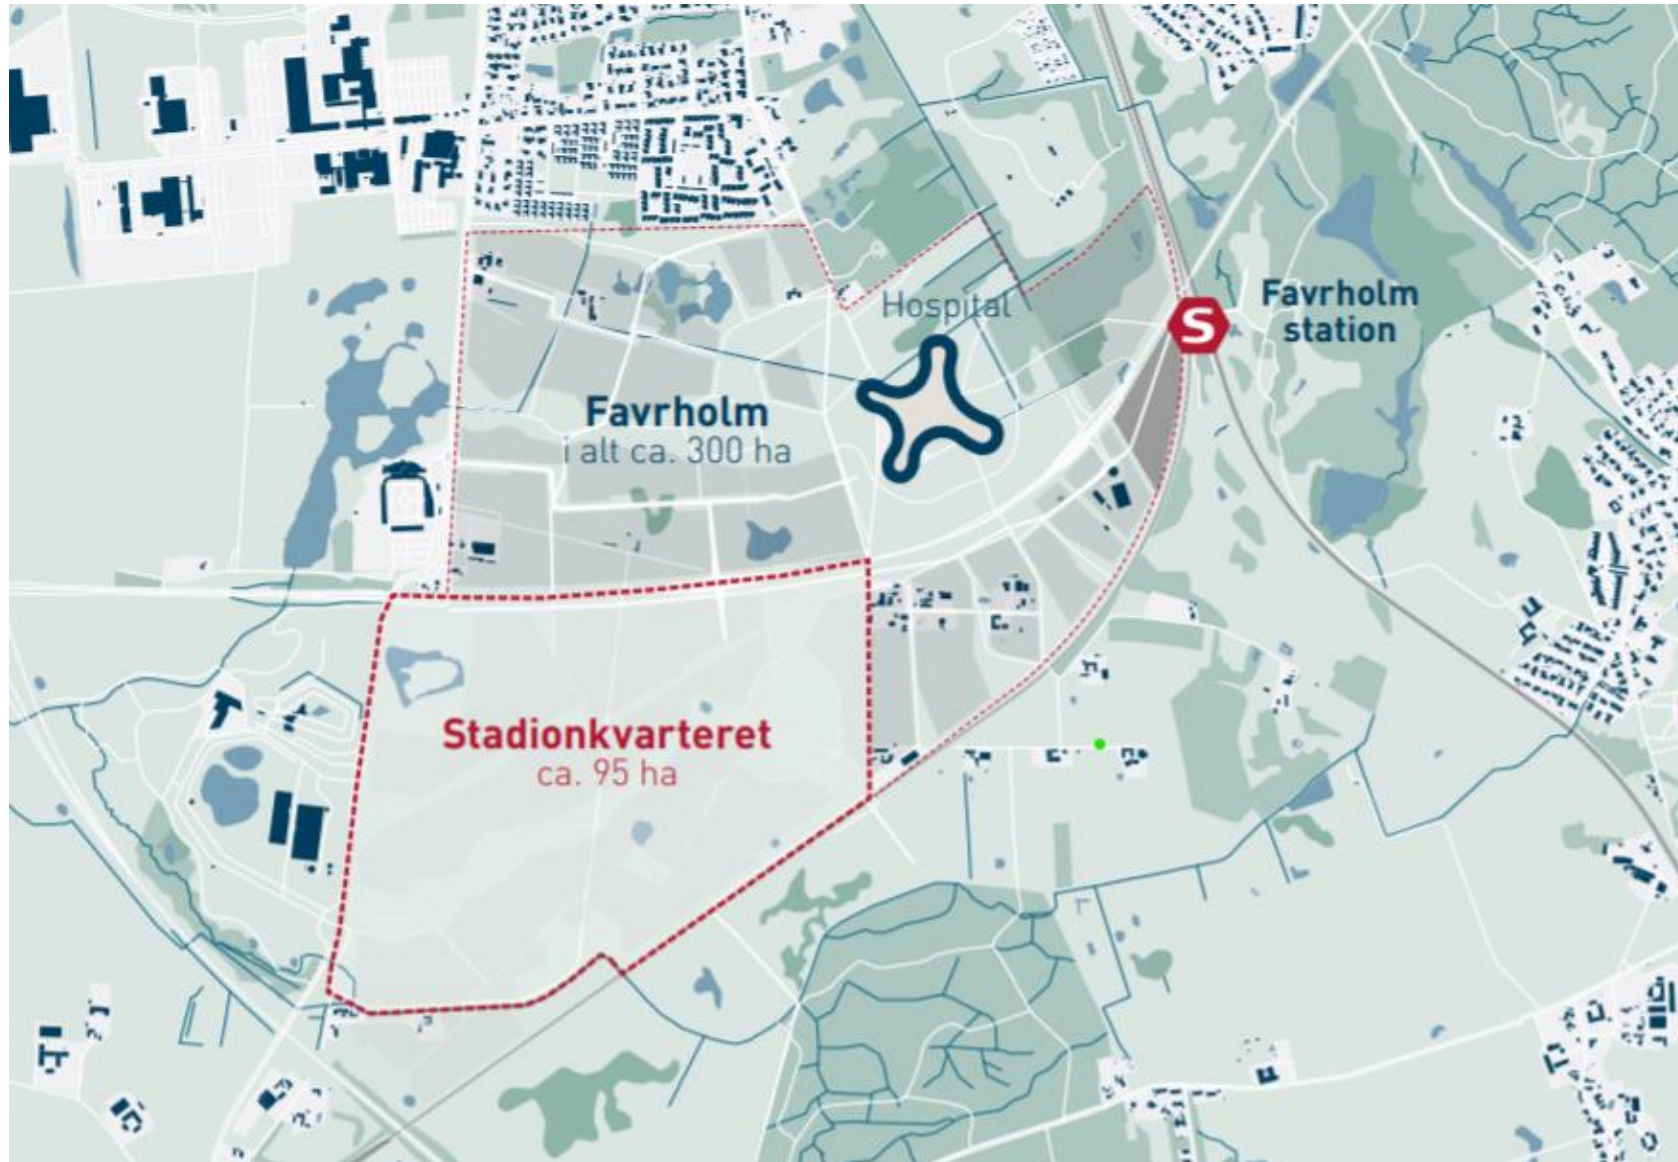 Hospital
Favrholm
station
S
Favrholm
i alt ca. 300 ha
Stadionkvarteret
ca. 95 ha